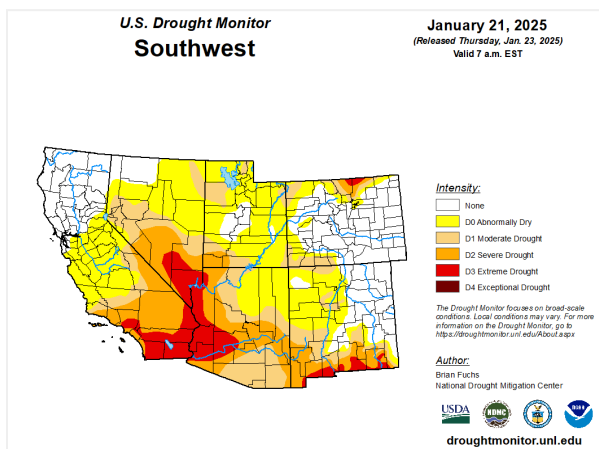 U.S. Drought Monitor
Southwest
January 21, 2025
(Released Thursday, Jan. 23, 2025)
Valid 7 a.m. EST
Intensity:
None
D0 Abnormally Dry
D1 Moderate Drought
D2 Severe Drought
D3 Extreme Drought
D4 Exceptional Drought
The Drought Monitor focuses on broad-scale
conditions. Local conditions may vary. For more
information on the Drought Monitor, go to
https://droughtmonitor.unl.edu/About.aspx
Author:
Brian Fuchs
National Drought Mitigation Center
USDA
NDMC
droughtmonitor.unl.edu